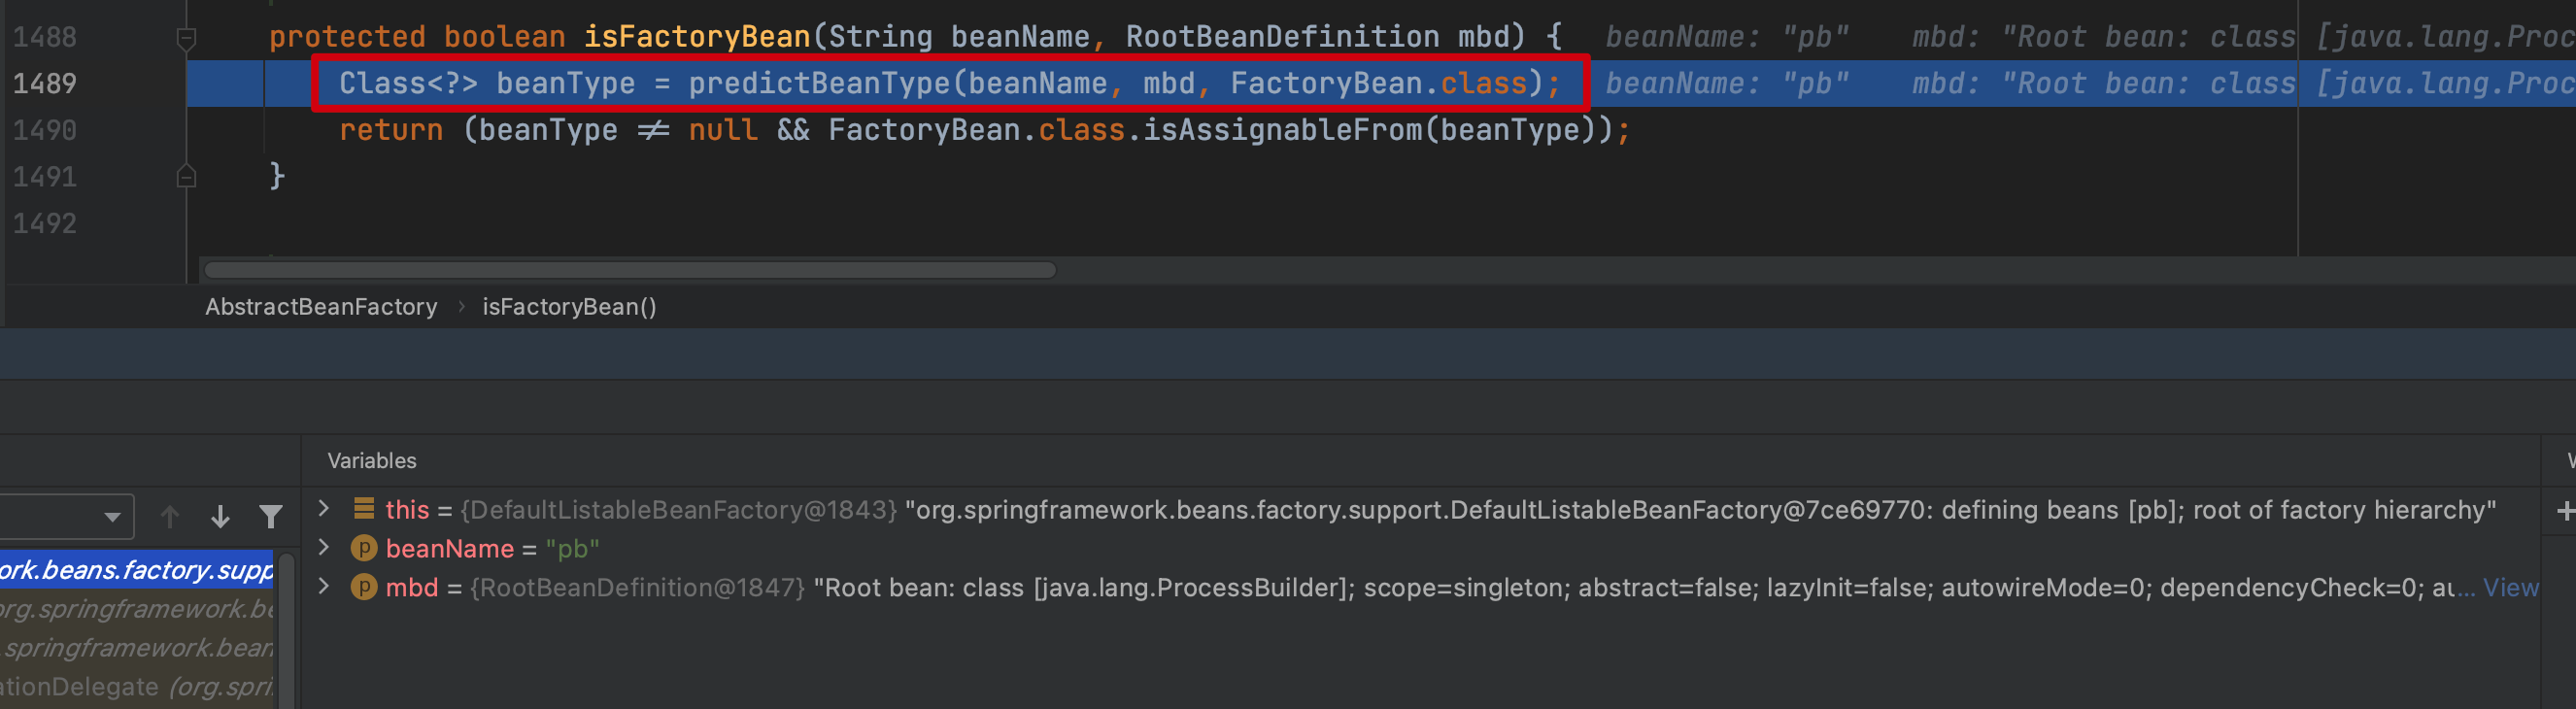 1488 protected boolean isFactoryBean(String beanName, RootBeanDefinition mbd) { beanName: "pb" mbd: "Root bean: class [java.lang.Proc
1489 Class<?> beanType = predictBeanType(beanName, mbd, FactoryBean.class); beanName: "pb" mbd: "Root bean: class [java.lang.Proc
1490 return (beanType ≠ null && FactoryBean.class.isAssignableFrom(beanType));
1491 }
1492
AbstractBeanFactory › isFactoryBean()
Variables
this = {DefaultListableBeanFactory@1843} "org.springframework.beans.factory.support.DefaultListableBeanFactory@7ce69770: defining beans [pb]; root of factory hierarchy"
p beanName = "pb"
p mbd = {RootBeanDefinition@1847} "Root bean: class [java.lang.ProcessBuilder]; scope=singleton; abstract=false; lazyInit=false; autowireMode=0; dependencyCheck=0; au... View
ork.beans.factory.supp
org.springframework.be
.springframework.bean
ationDelegate (org.spri